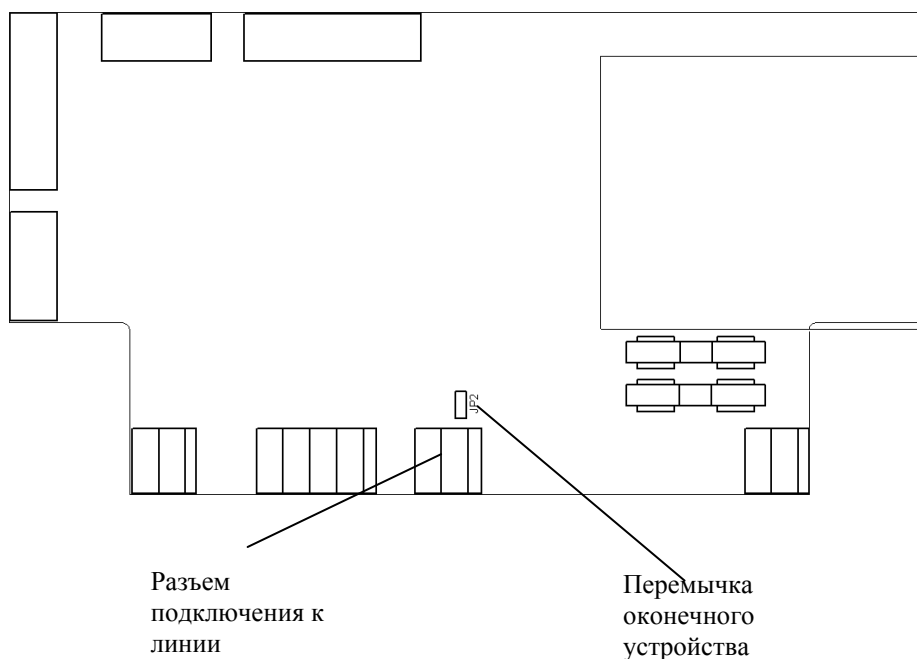 JP2
Разъем
подключения к
линии
Перемычка
оконечного
устройства